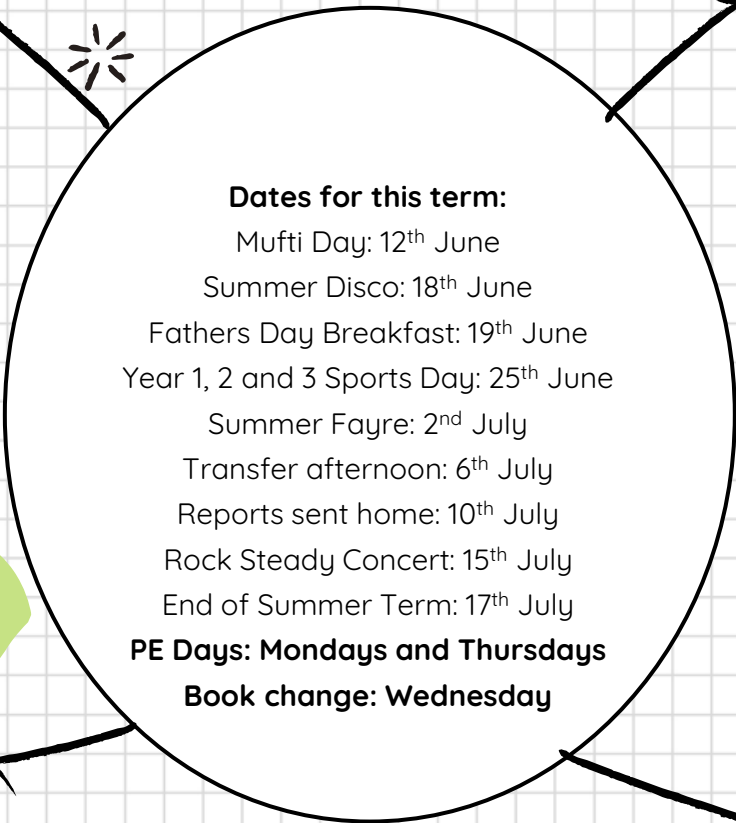 Dates for this term:
Mufti Day: 12th June
Summer Disco: 18th June
Fathers Day Breakfast: 19th June
Year 1, 2 and 3 Sports Day: 25th June
Summer Fayre: 2nd July
Transfer afternoon: 6th July
Reports sent home: 10th July
Rock Steady Concert: 15th July
End of Summer Term: 17th July
PE Days: Mondays and Thursdays
Book change: Wednesday